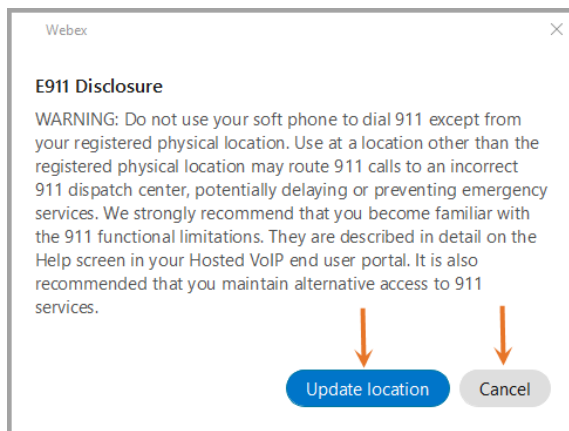 Webex
E911 Disclosure
WARNING: Do not use your soft phone to dial 911 except from
your registered physical location. Use at a location other than the
registered physical location may route 911 calls to an incorrect
911 dispatch center, potentially delaying or preventing emergency
services. We strongly recommend that you become familiar with
the 911 functional limitations. They are described in detail on the
Help screen in your Hosted VoIP end user portal. It is also
recommended that you maintain alternative access to 911
services.
Update location Cancel